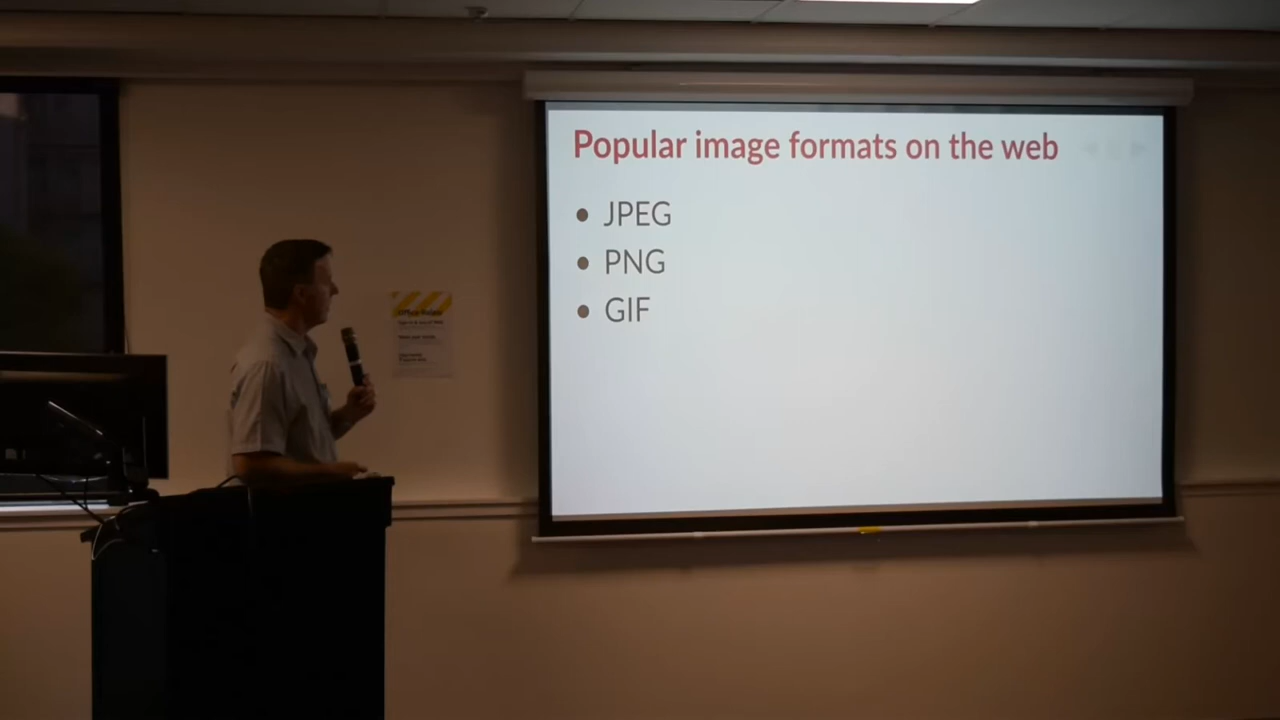 Popular image formats on the web
• JPEG
• PNG
• GIF